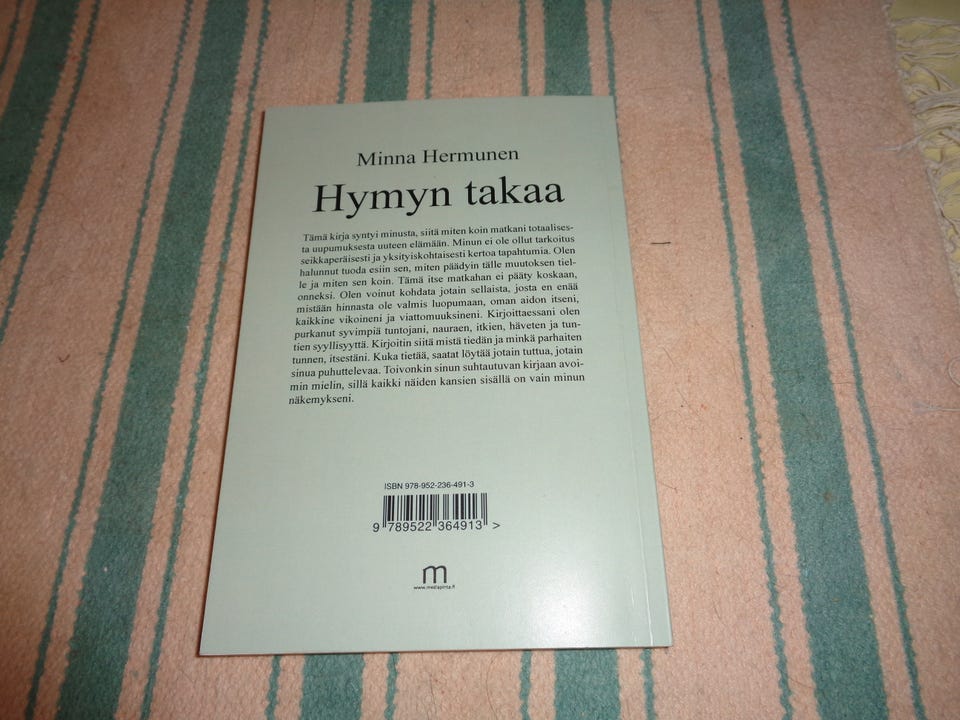 Minna Hermunen
Hymyn takaa
Tämä kirja syntyi minusta, siitä miten koin matkani totaalises-
ta uupumuksesta uuteen elämään. Minun ei ole ollut tarkoitus
seikkaperäisesti ja yksityiskohtaisesti kertoa tapahtumia. Olen
halunnut tuoda esiin sen, miten päädyin tälle muutoksen tiel-
le ja miten sen koin. Tämä itse matkahan ei pääty koskaan,
onneksi. Olen voinut kohdata jotain sellaista, josta en enää
mistään hinnasta ole valmis luopumaan, oman aidon itseni,
kaikkine vikoineni ja viattomuuksineni. Kirjoittaessani olen
purkanut syvimpiä tuntojani, nauraen, itkien, häveten ja tun-
tien syyllisyyttä. Kirjoitin siitä mistä tiedän ja minkä parhaiten
tunnen, itsestäni. Kuka tietää, saatat löytää jotain tuttua, jotain
sinua puhuttelevaa. Toivonkin sinun suhtautuvan kirjaan avoi-
min mielin, sillä kaikki näiden kansien sisällä on vain minun
näkemykseni.
ISBN 978-952-236-491-3
9 789522 364913 >
m
www.mediapinta.fi